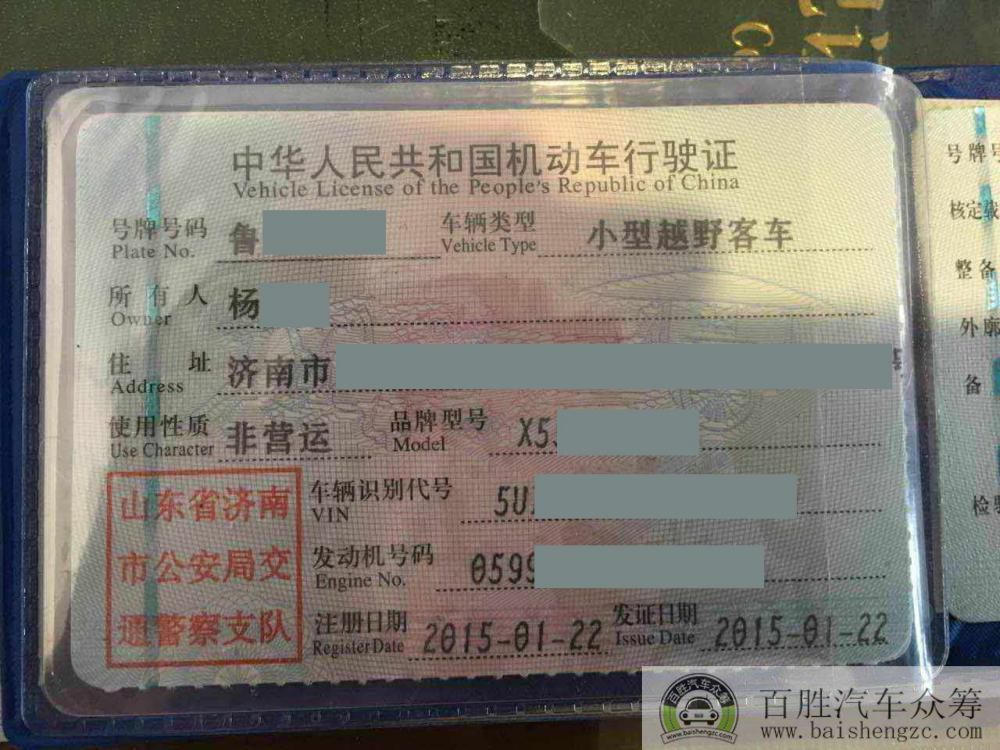 中华人民共和国机动车行驶证
Vehicle License of the People's Republic of China
号牌号码 鲁 车辆类型 小型越野客车
Plate No. Vehicle Type
所有人 杨
Owner
住址 济南市 号
Address
使用性质 非营运 品牌型号 X5
Use Character Model
山东省济南
市公安局交
通警察支队
车辆识别代号 5U
VIN
发动机号码 0599
Engine No.
注册日期 2015-01-22 发证日期 2015-01-22
Register Date Issue Date
号牌号
核定载
整备
外廓
备
检验
百胜汽车众筹
www.baishengzc.com
百胜汽车众筹
www.baishengzc.com